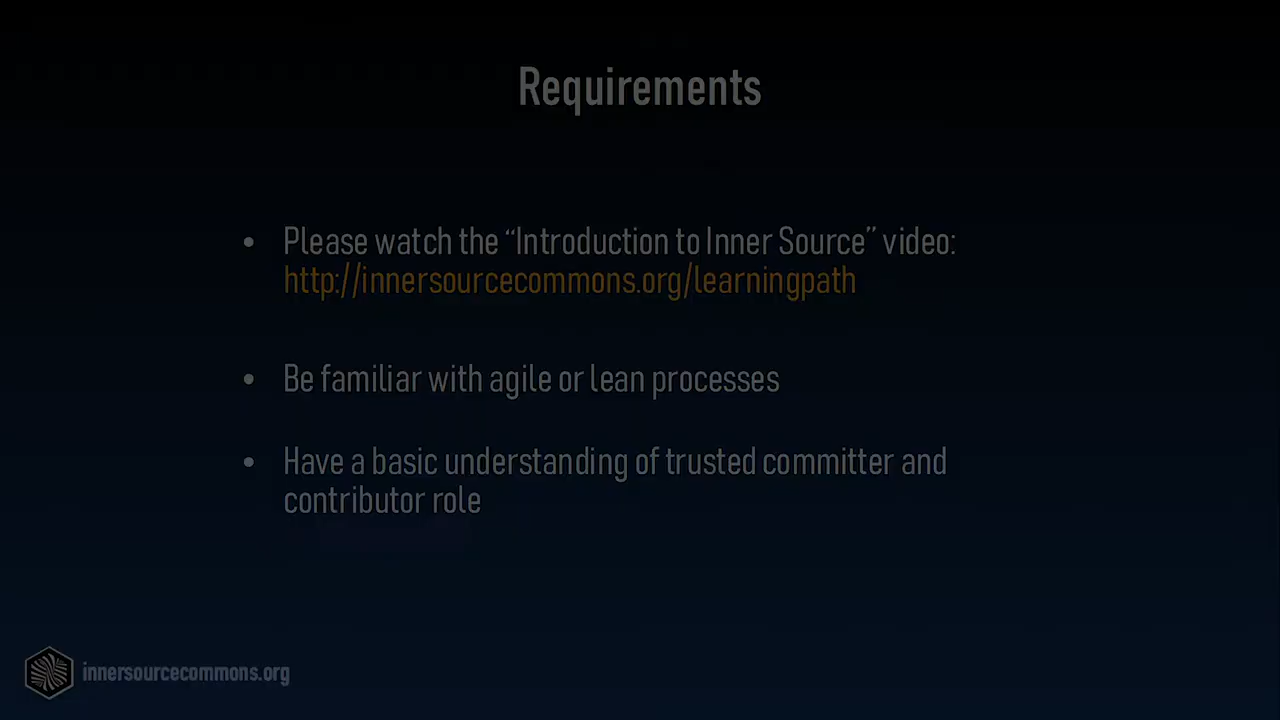 Requirements
• Please watch the “Introduction to Inner Source” video:
http://innersourcecommons.org/learningpath
• Be familiar with agile or lean processes
• Have a basic understanding of trusted committer and
contributor role
innersourcecommons.org